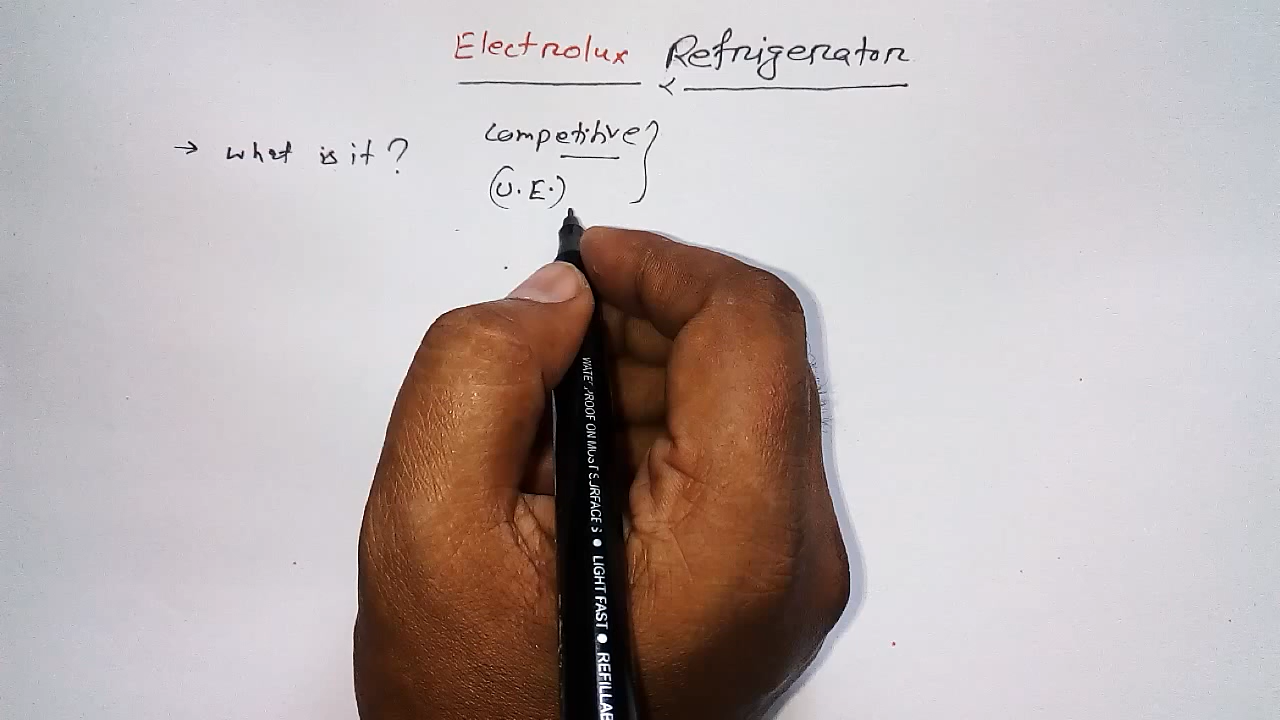 Electrolux Refrigerator
→ what is it?
competitive
(U.E.)
WATERPROOF ON MOST SURFACES ● LIGHT FAST ● REFILLAB